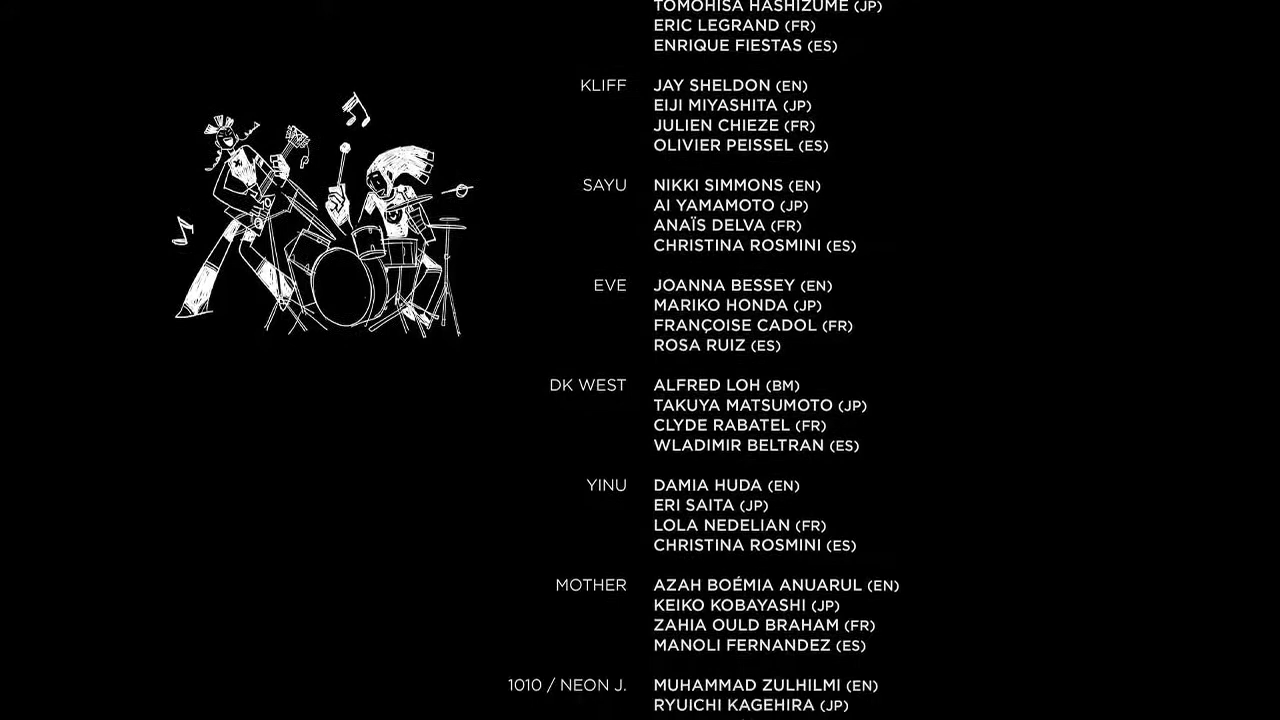 TOMOHISA HASHIZUME (JP)
ERIC LEGRAND (FR)
ENRIQUE FIESTAS (ES)
KLIFF JAY SHELDON (EN)
EIJI MIYASHITA (JP)
JULIEN CHIEZE (FR)
OLIVIER PEISSEL (ES)
SAYU NIKKI SIMMONS (EN)
AI YAMAMOTO (JP)
ANAÏS DELVA (FR)
CHRISTINA ROSMINI (ES)
EVE JOANNA BESSEY (EN)
MARIKO HONDA (JP)
FRANÇOISE CADOL (FR)
ROSA RUIZ (ES)
DK WEST ALFRED LOH (BM)
TAKUYA MATSUMOTO (JP)
CLYDE RABATEL (FR)
WLADIMIR BELTRAN (ES)
YINU DAMIA HUDA (EN)
ERI SAITA (JP)
LOLA NEDELIAN (FR)
CHRISTINA ROSMINI (ES)
MOTHER AZAH BOÉMIA ANUARUL (EN)
KEIKO KOBAYASHI (JP)
ZAHIA OULD BRAHAM (FR)
MANOLI FERNANDEZ (ES)
1010 / NEON J. MUHAMMAD ZULHILMI (EN)
RYUICHI KAGEHIRA (JP)